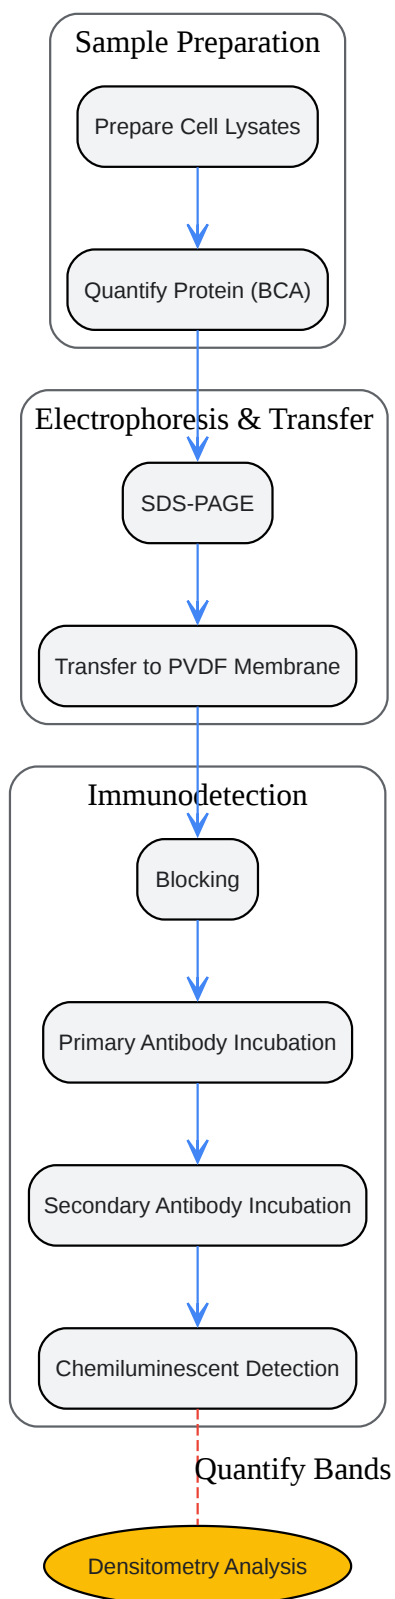 Sample Preparation
Prepare Cell Lysates
Quantify Protein (BCA)
Electrophoresis & Transfer
SDS-PAGE
Transfer to PVDF Membrane
Immunodetection
Blocking
Primary Antibody Incubation
Secondary Antibody Incubation
Chemiluminescent Detection
Quantify Bands
Densitometry Analysis